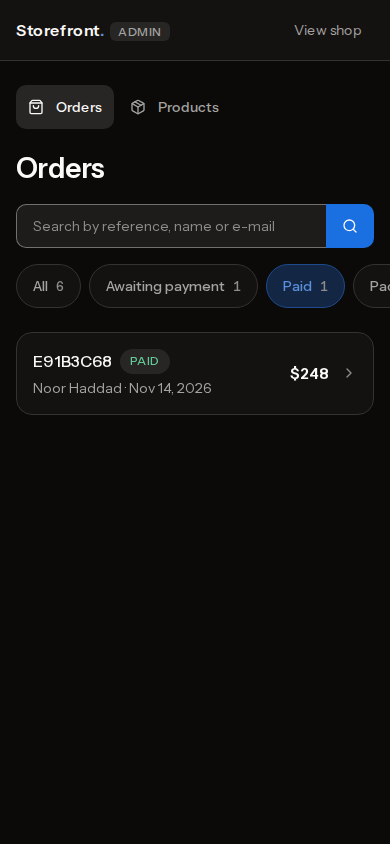 Storefront. ADMIN View shop
Orders Products
Orders
Search by reference, name or e-mail
All 6 Awaiting payment 1 Paid 1
E91B3C68 PAID
Noor Haddad · Nov 14, 2026
$248